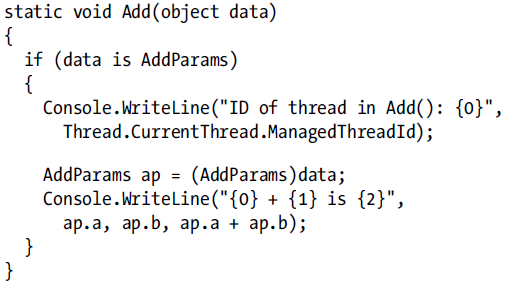 static void Add(object data)
{
  if (data is AddParams)
  {
    Console.WriteLine("ID of thread in Add(): {0}",
      Thread.CurrentThread.ManagedThreadId);

    AddParams ap = (AddParams)data;
    Console.WriteLine("{0} + {1} is {2}",
      ap.a, ap.b, ap.a + ap.b);
  }
}